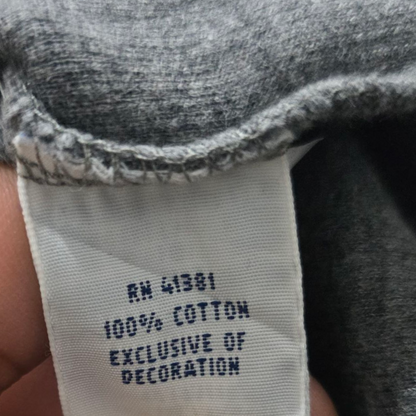 RN 41381
100% COTTON
EXCLUSIVE OF
DECORATION